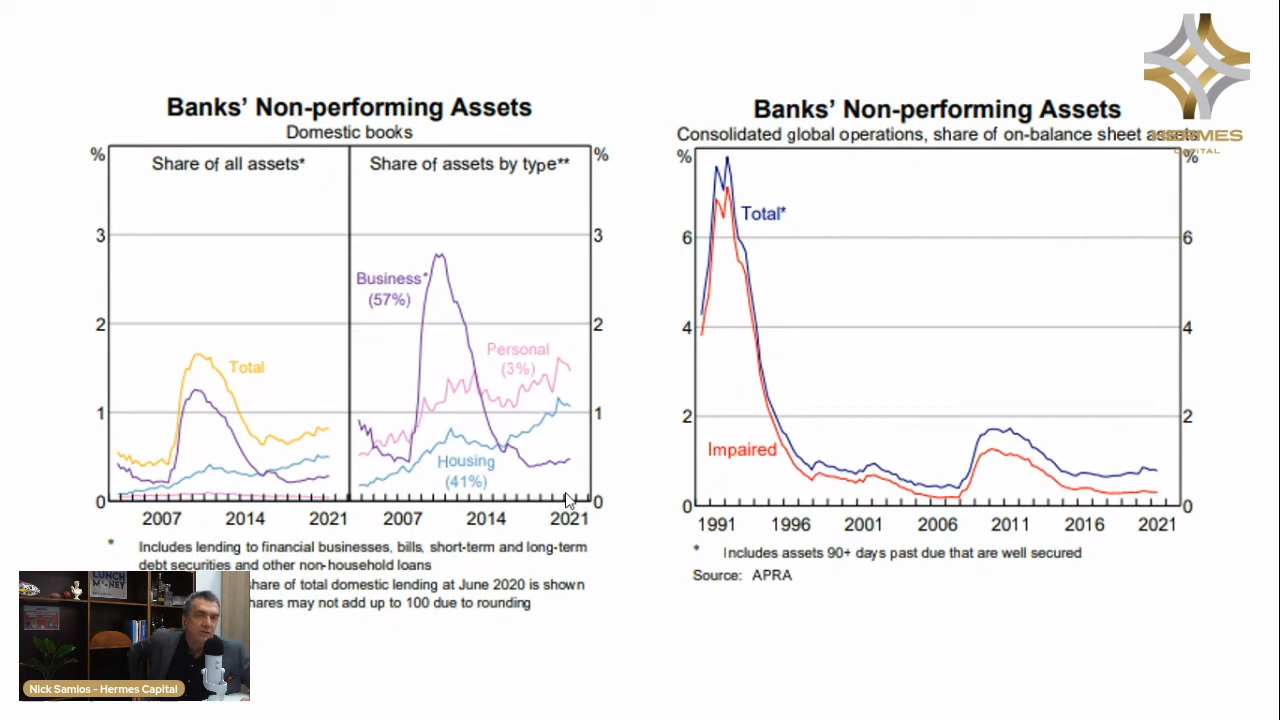 Banks' Non-performing Assets
Domestic books
% %
Share of all assets* Share of assets by type**
3 3
Business*
(57%)
2 2
Total
Personal
(3%)
1 1
Housing
(41%)
0 0
2007 2014 2021 2007 2014 2021
* Includes lending to financial businesses, bills, short-term and long-term
debt securities and other non-household loans
share of total domestic lending at June 2020 is shown
may not add up to 100 due to rounding
Banks' Non-performing Assets
Consolidated global operations, share of on-balance sheet assets
% %
Total*
6 6
4 4
2 2
Impaired
0 0
1991 1996 2001 2006 2011 2016 2021
* Includes assets 90+ days past due that are well secured
Source: APRA
HERMES
CAPITAL
LUNCH
MONEY
Nick Samios - Hermes Capital